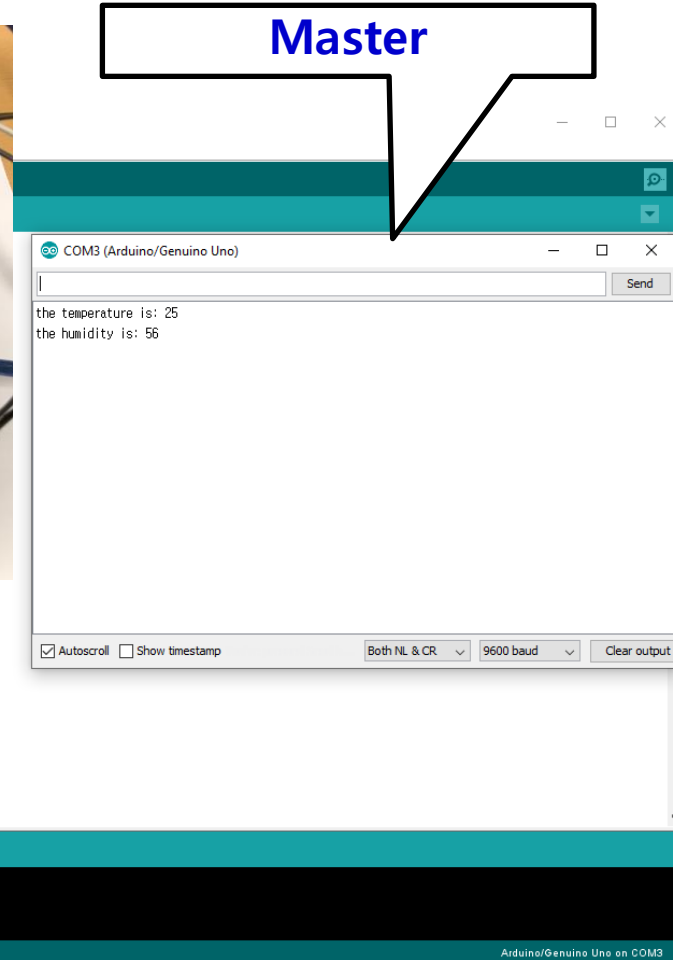 Master
COM3 (Arduino/Genuino Uno)
Send
the temperature is: 25
the humidity is: 56
Autoscroll Show timestamp Both NL & CR 9600 baud Clear output
Arduino/Genuino Uno on COM3